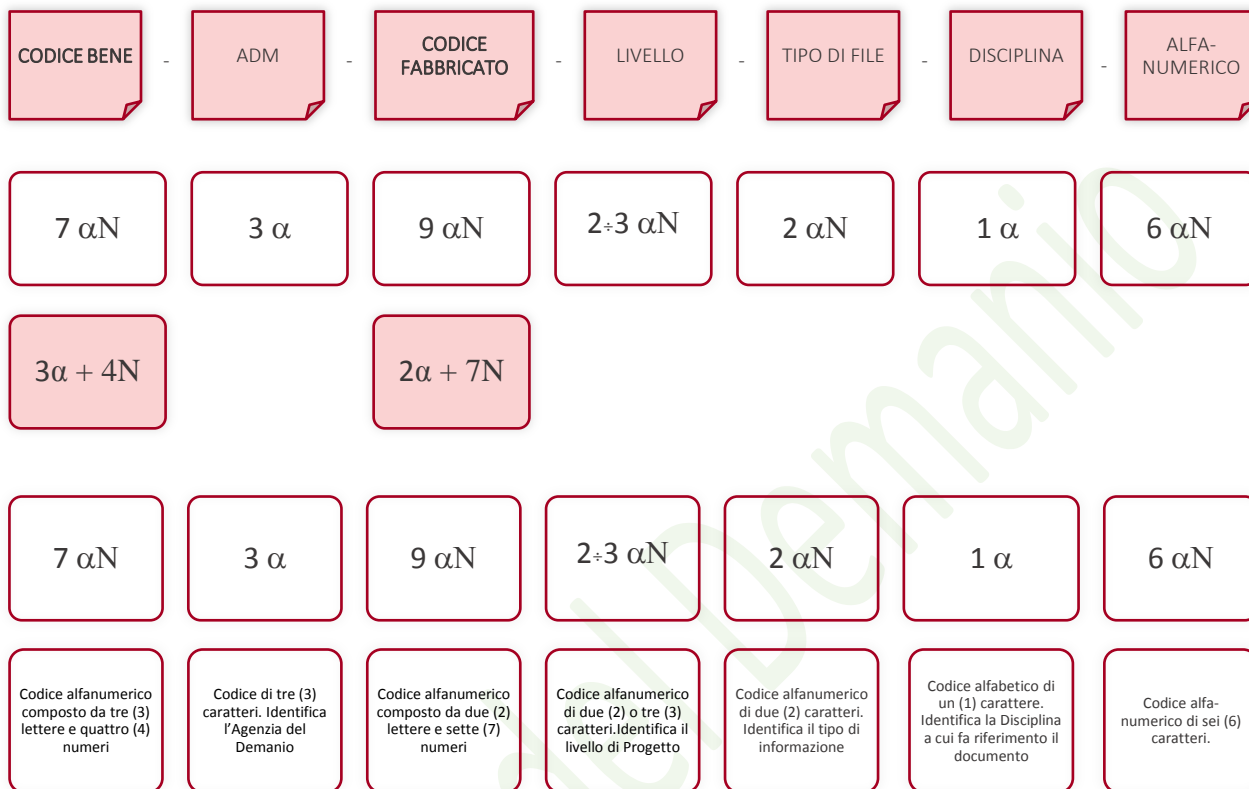 CODICE BENE - ADM - CODICE FABBRICATO - LIVELLO - TIPO DI FILE - DISCIPLINA - ALFA-NUMERICO
7 αN
3 α
9 αN
2÷3 αN
2 αN
1 α
6 αN
3α + 4N
2α + 7N
7 αN
3 α
9 αN
2÷3 αN
2 αN
1 α
6 αN
Codice alfanumerico
composto da tre (3)
lettere e quattro (4)
numeri
Codice di tre (3)
caratteri. Identifica
l'Agenzia del
Demanio
Codice alfanumerico
composto da due (2)
lettere e sette (7)
numeri
Codice alfanumerico
di due (2) o tre (3)
caratteri.Identifica il
livello di Progetto
Codice alfanumerico
di due (2) caratteri.
Identifica il tipo di
informazione
Codice alfabetico di
un (1) carattere.
Identifica la Disciplina
a cui fa riferimento il
documento
Codice alfa-
numerico di sei (6)
caratteri.
del Demanio